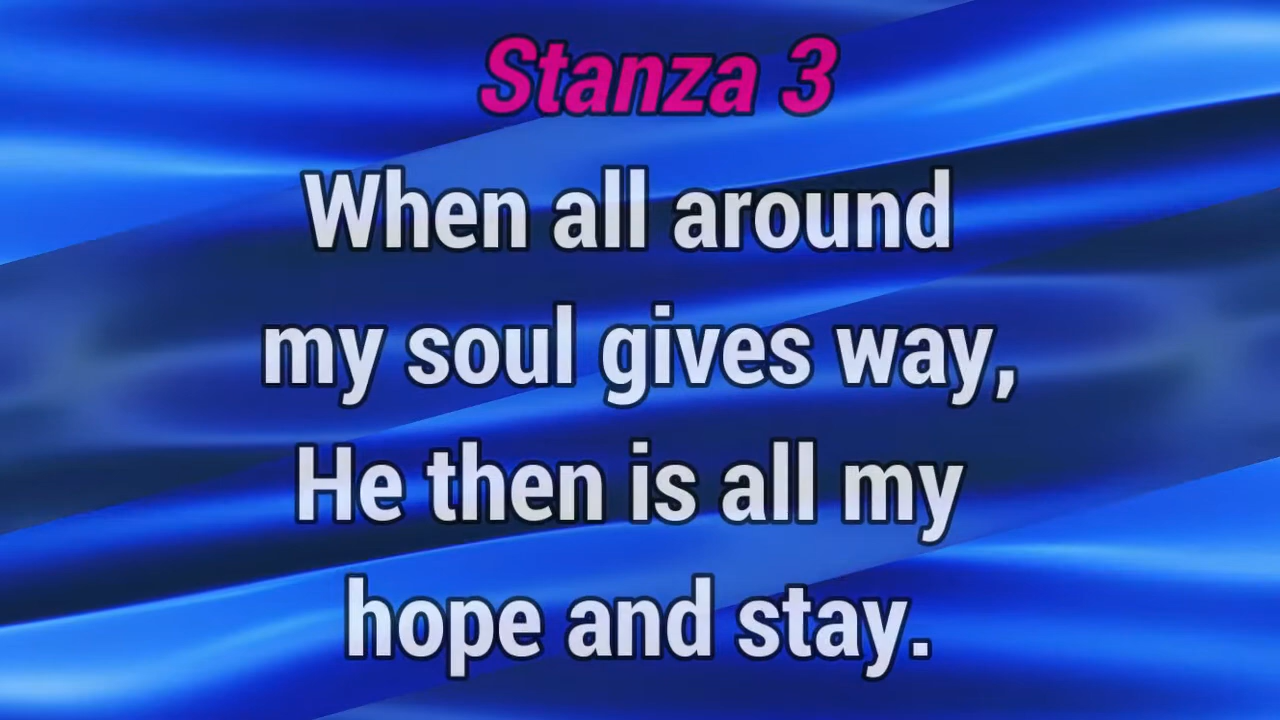 Stanza 3
When all around
my soul gives way,
He then is all my
hope and stay.